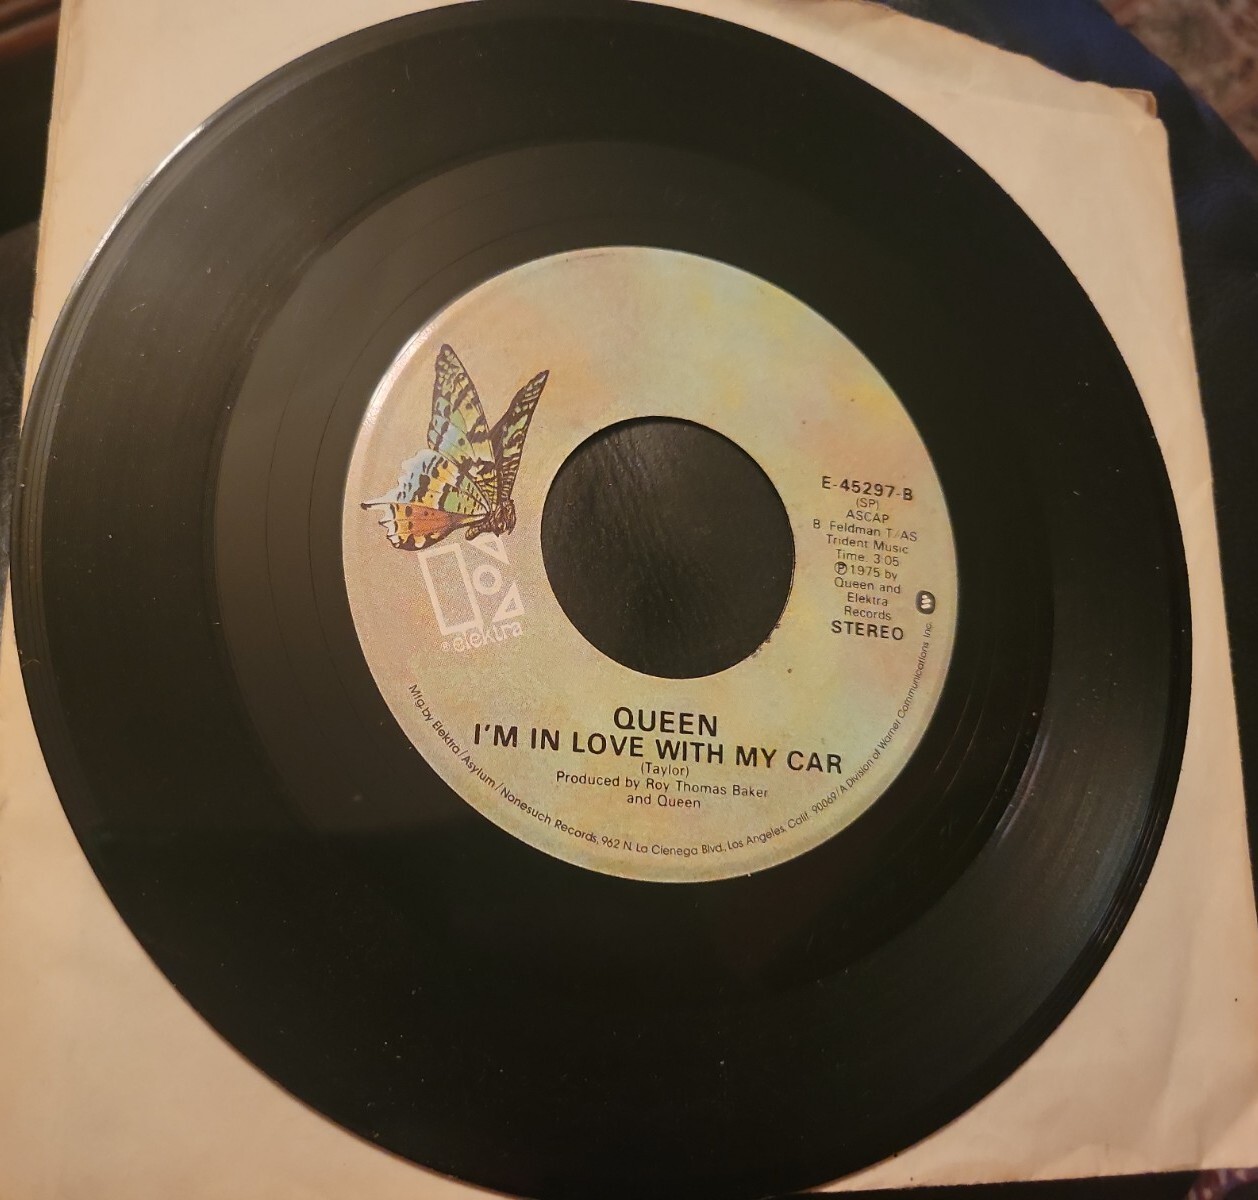 E-45297-B
(SP)
ASCAP
B. Feldman T/AS
Trident Music
Time: 3:05
Ⓟ1975 by
Queen and
Elektra
Records
STEREO
® elektra
QUEEN
I'M IN LOVE WITH MY CAR
(Taylor)
Produced by Roy Thomas Baker
and Queen
Mfg. by Elektra/Asylum/Nonesuch Records, 962 N. La Cienega Blvd., Los Angeles, Calif. 90069/A Division of Warner Communications Inc.